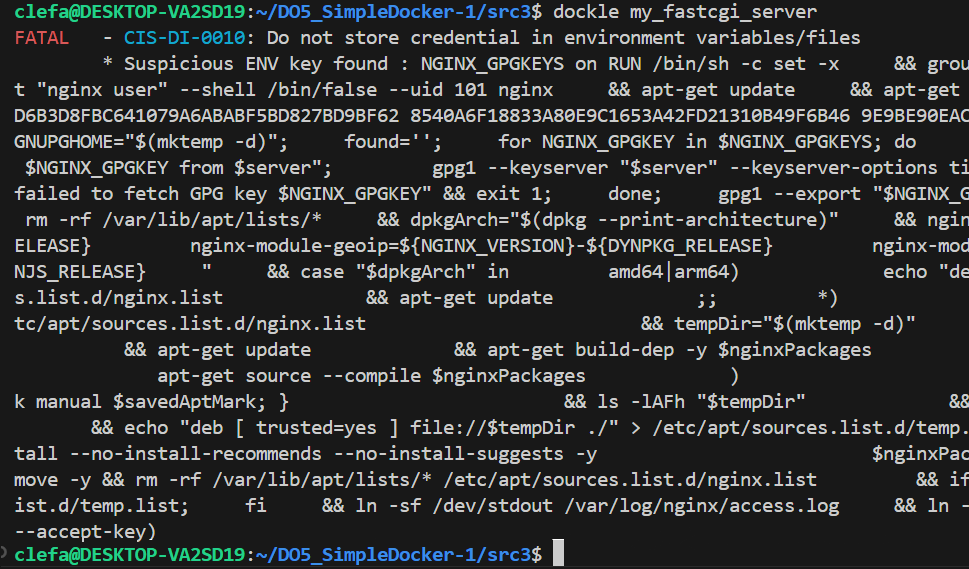 clefa@DESKTOP-VA2SD19:~/DO5_SimpleDocker-1/src3$ dockle my_fastcgi_server
FATAL   - CIS-DI-0010: Do not store credential in environment variables/files
        * Suspicious ENV key found : NGINX_GPGKEYS on RUN /bin/sh -c set -x     && grou
t "nginx user" --shell /bin/false --uid 101 nginx     && apt-get update     && apt-get
D6B3D8FBC641079A6ABABF5BD827BD9BF62 8540A6F18833A80E9C1653A42FD21310B49F6B46 9E9BE90EAC
GNUPGHOME="$(mktemp -d)";     found='';     for NGINX_GPGKEY in $NGINX_GPGKEYS; do
 $NGINX_GPGKEY from $server";         gpg1 --keyserver "$server" --keyserver-options ti
failed to fetch GPG key $NGINX_GPGKEY" && exit 1;     done;     gpg1 --export "$NGINX_G
 rm -rf /var/lib/apt/lists/*     && dpkgArch="$(dpkg --print-architecture)"     && ngin
ELEASE}         nginx-module-geoip=${NGINX_VERSION}-${DYNPKG_RELEASE}         nginx-mod
NJS_RELEASE}     "     && case "$dpkgArch" in         amd64|arm64)             echo "de
s.list.d/nginx.list             && apt-get update             ;;         *)
tc/apt/sources.list.d/nginx.list                         && tempDir="$(mktemp -d)"
          && apt-get update             && apt-get build-dep -y $nginxPackages
             apt-get source --compile $nginxPackages             )
k manual $savedAptMark; }                         && ls -lAFh "$tempDir"             &&
       && echo "deb [ trusted=yes ] file://$tempDir ./" > /etc/apt/sources.list.d/temp.
tall --no-install-recommends --no-install-suggests -y                         $nginxPac
move -y && rm -rf /var/lib/apt/lists/* /etc/apt/sources.list.d/nginx.list         && if
ist.d/temp.list;     fi     && ln -sf /dev/stdout /var/log/nginx/access.log     && ln -
--accept-key)
clefa@DESKTOP-VA2SD19:~/DO5_SimpleDocker-1/src3$